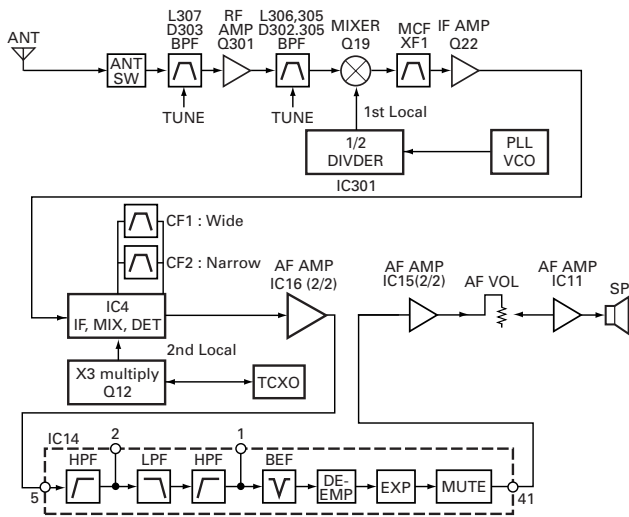 ANT
ANT
SW
L307
D303
BPF
TUNE
RF
AMP
Q301
L306,305
D302.305
BPF
TUNE
MIXER
Q19
MCF
XF1
IF AMP
Q22
1st Local
1/2
DIVDER
IC301
PLL
VCO
CF1 : Wide
CF2 : Narrow
IC4
IF, MIX, DET
2nd Local
X3 multiply
Q12
TCXO
AF AMP
IC16 (2/2)
AF AMP
IC15(2/2)
AF VOL
AF AMP
IC11
SP
IC14
5
HPF
2
LPF
HPF
1
BEF
DE-
EMP
EXP
MUTE
41